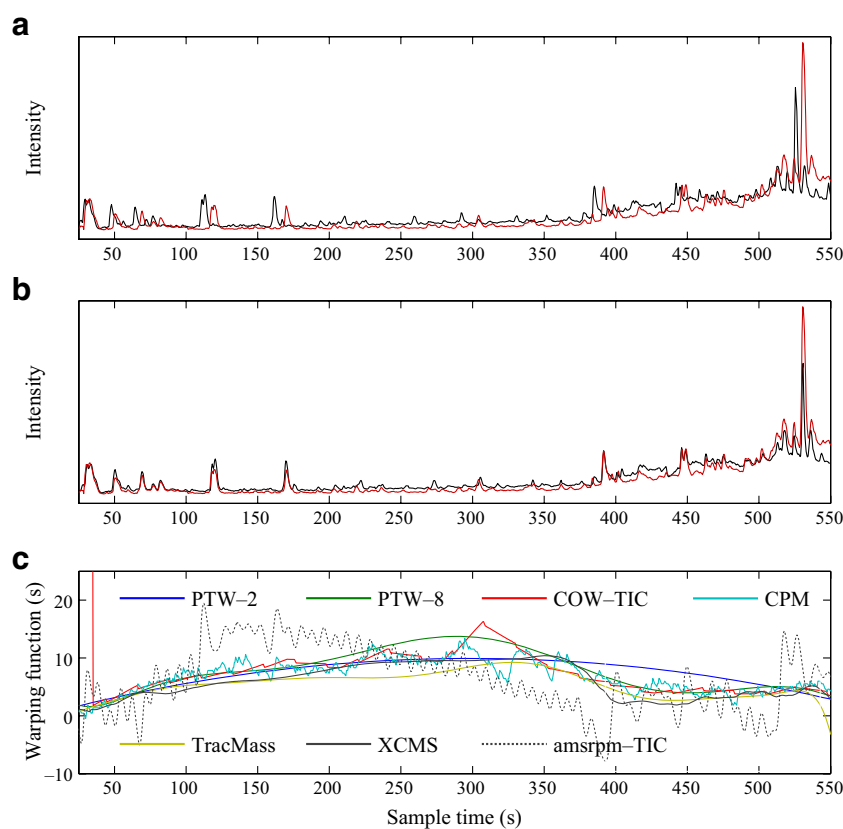 a
Intensity
50 100 150 200 250 300 350 400 450 500 550
b
Intensity
50 100 150 200 250 300 350 400 450 500 550
c
Warping function (s)
20
10
0
–10
PTW–2 PTW–8 COW–TIC CPM
TracMass XCMS amsrpm–TIC
50 100 150 200 250 300 350 400 450 500 550
Sample time (s)